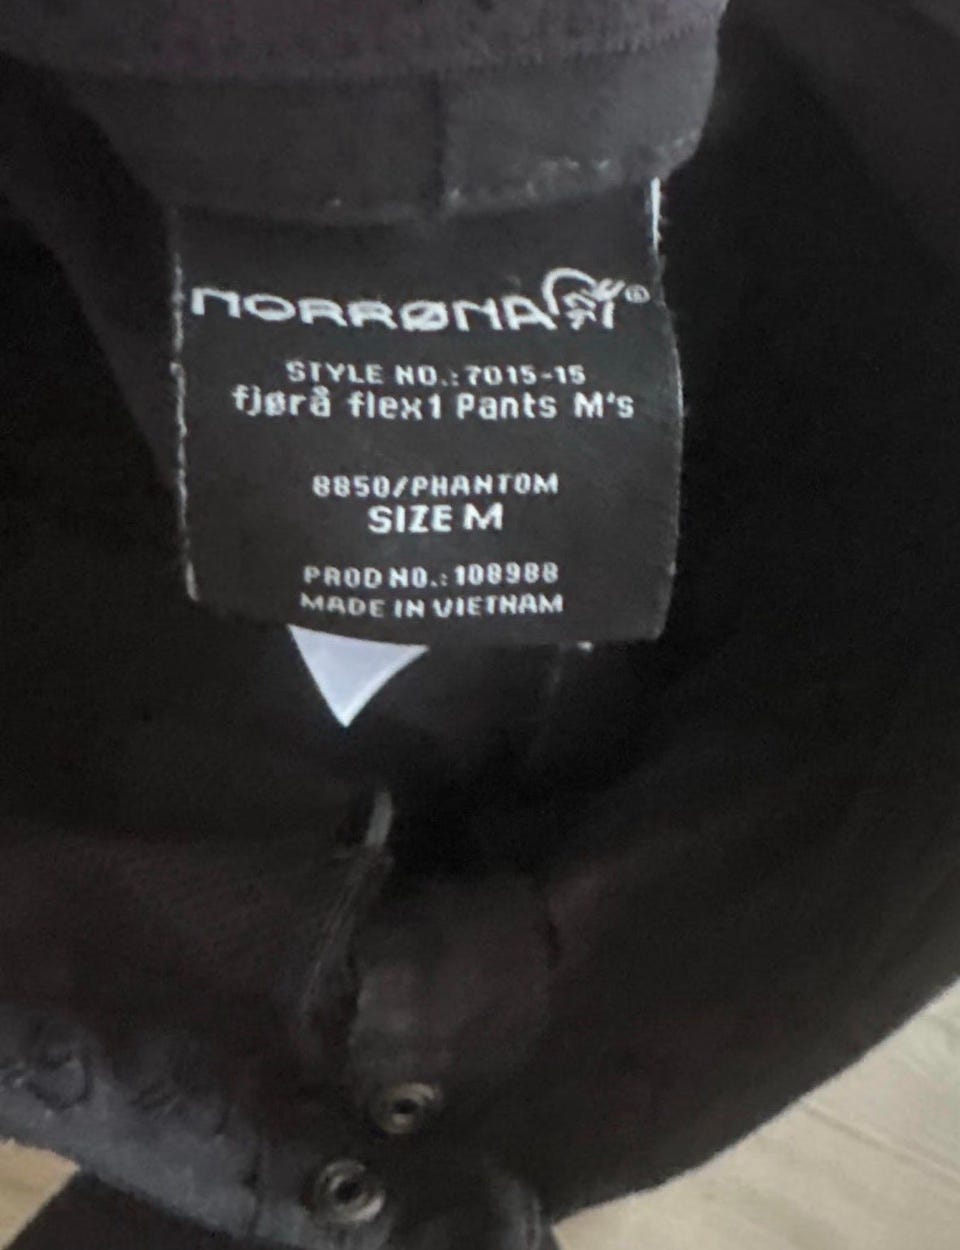 NORRØNA®
STYLE NO.: 7015-15
fjørå flex1 Pants M's
8850/PHANTOM
SIZE M
PROD NO.: 108988
MADE IN VIETNAM